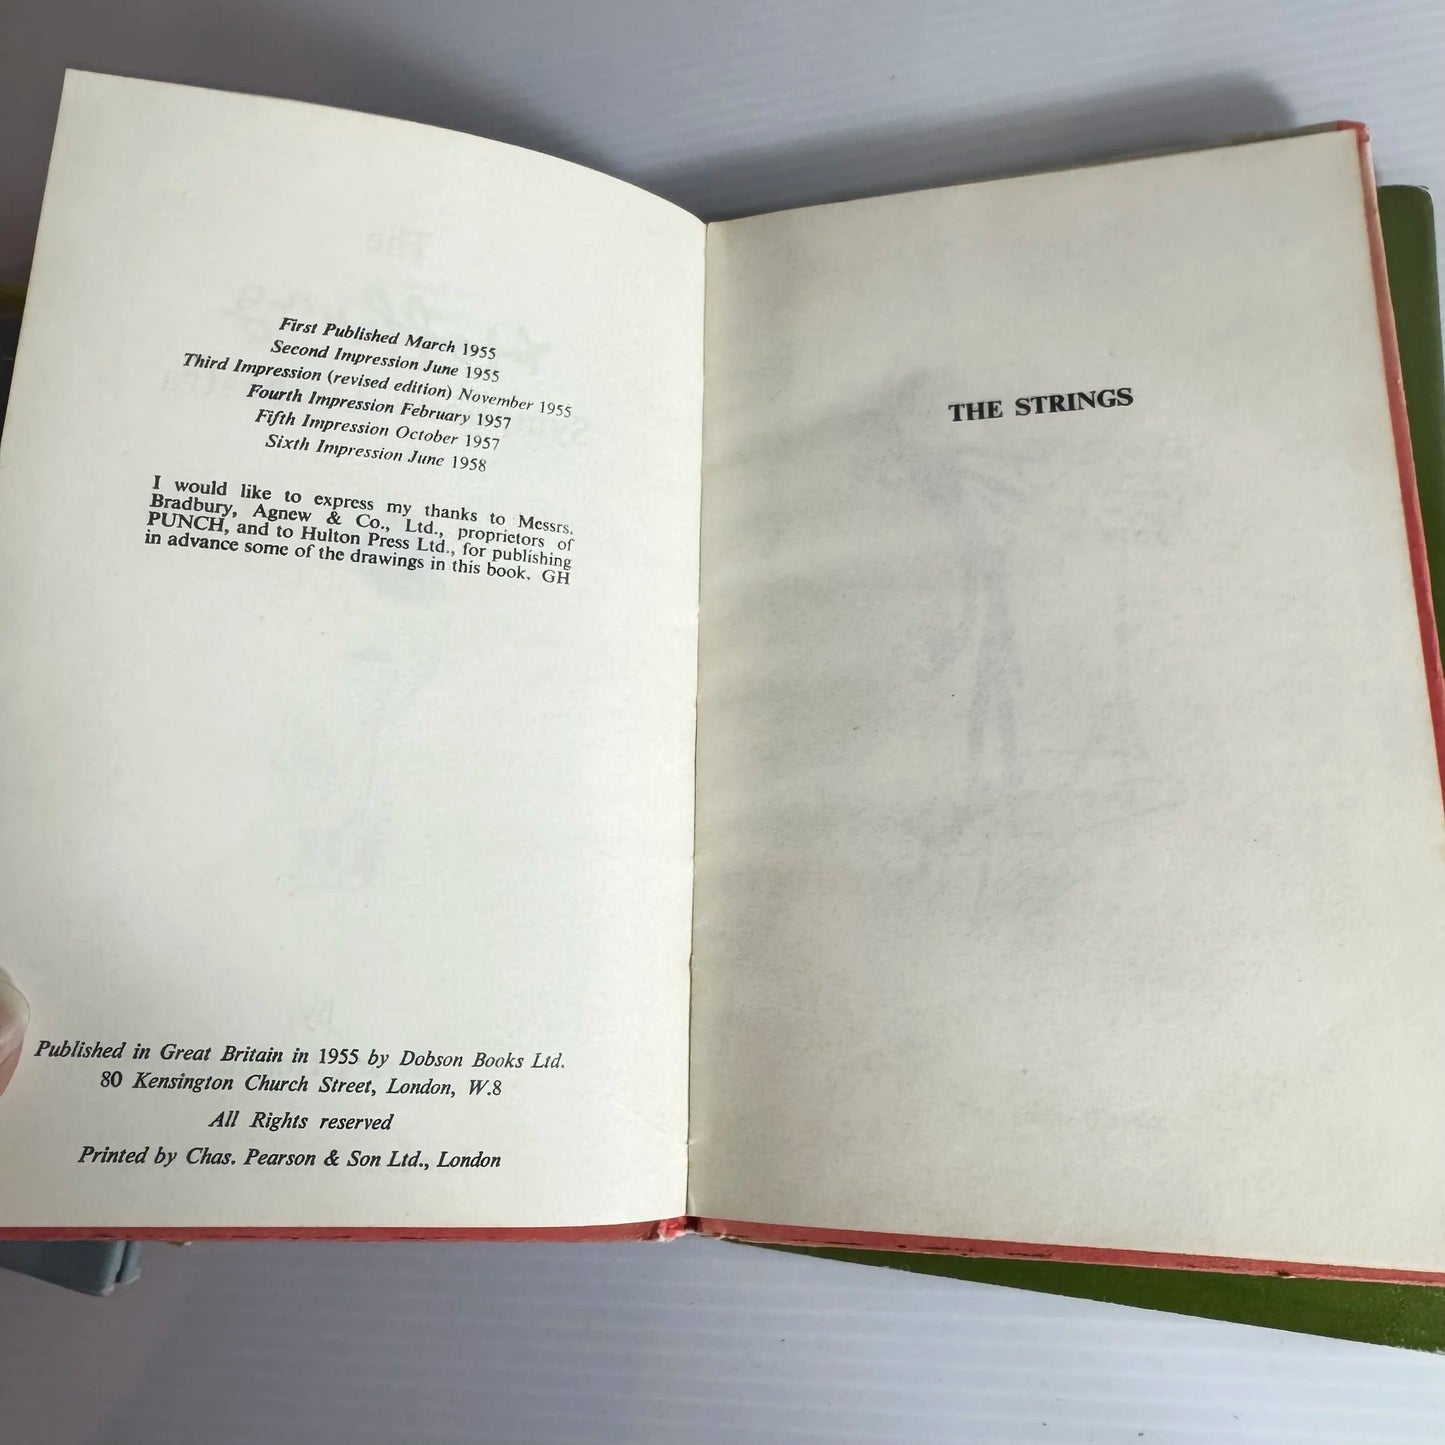 First Published March 1955
Second Impression June 1955
Third Impression (revised edition) November 1955
Fourth Impression February 1957
Fifth Impression October 1957
Sixth Impression June 1958
I would like to express my thanks to Messrs.
Bradbury, Agnew & Co., Ltd., proprietors of
PUNCH, and to Hulton Press Ltd., for publishing
in advance some of the drawings in this book. GH
Published in Great Britain in 1955 by Dobson Books Ltd.
80 Kensington Church Street, London, W.8
All Rights reserved
Printed by Chas. Pearson & Son Ltd., London
THE STRINGS